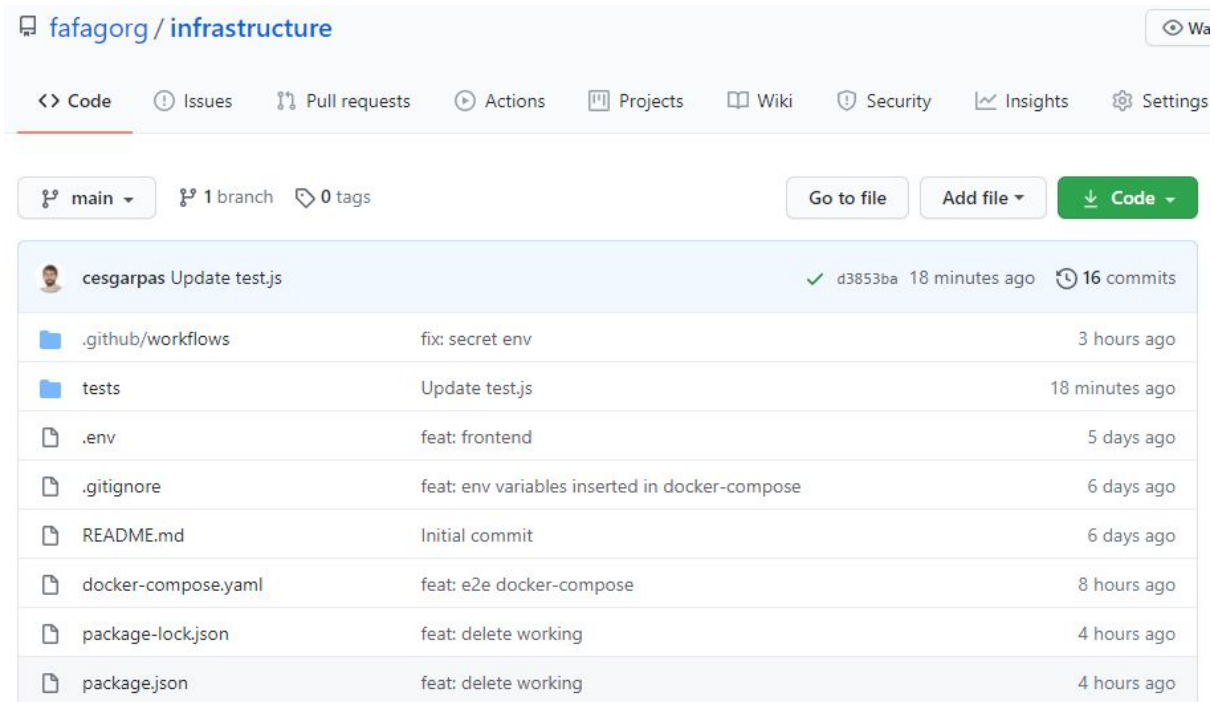 fafagorg / infrastructure Wa
<> Code Issues Pull requests Actions Projects Wiki Security Insights Settings
main 1 branch 0 tags Go to file Add file Code
cesgarpas Update test.js d3853ba 18 minutes ago 16 commits
.github/workflows fix: secret env 3 hours ago
tests Update test.js 18 minutes ago
.env feat: frontend 5 days ago
.gitignore feat: env variables inserted in docker-compose 6 days ago
README.md Initial commit 6 days ago
docker-compose.yaml feat: e2e docker-compose 8 hours ago
package-lock.json feat: delete working 4 hours ago
package.json feat: delete working 4 hours ago